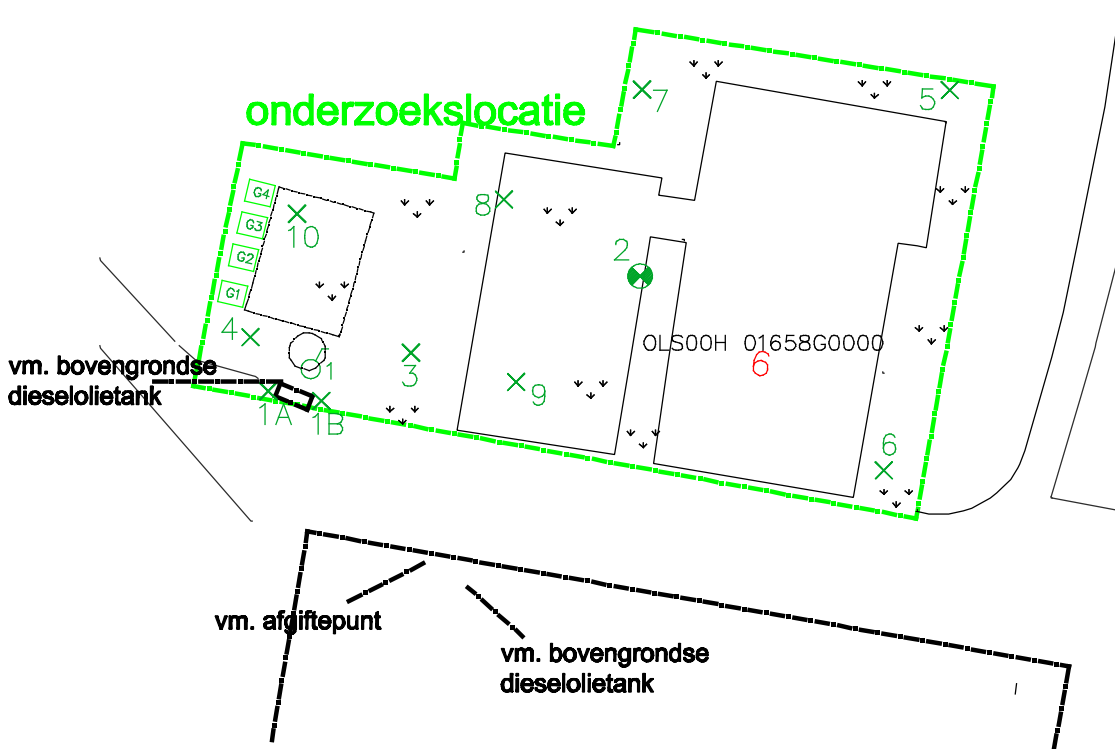 onderzoekslocatie
7
5
G4
G3
G2
G1
10
8
2
4
O1
3
9
OLS00H 01658G0000
6
6
vm. bovengrondse
dieselolietank
1A
1B
vm. afgiftepunt
vm. bovengrondse
dieselolietank